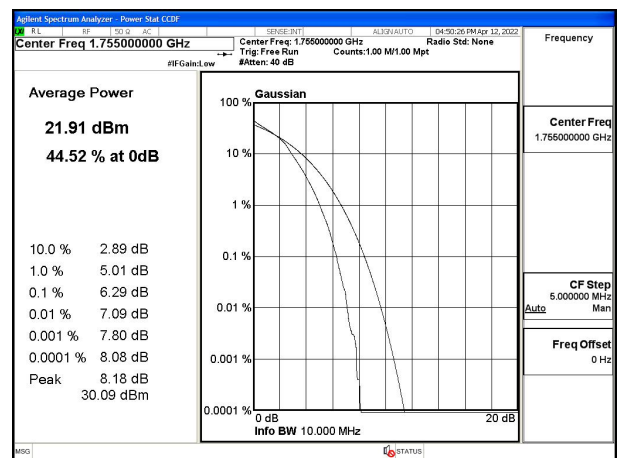 Agilent Spectrum Analyzer - Power Stat CCDF
RL RF 50 Ω AC SENSE:INT ALIGN AUTO 04:50:26 PM Apr 12, 2022
Center Freq 1.755000000 GHz
Center Freq: 1.755000000 GHz Radio Std: None
Trig: Free Run Counts:1.00 M/1.00 Mpt
#IFGain:Low #Atten: 40 dB
Frequency
Center Freq
1.755000000 GHz
CF Step
5.000000 MHz
Auto Man
Freq Offset
0 Hz
Average Power
21.91 dBm
44.52 % at 0dB
10.0 % 2.89 dB
1.0 % 5.01 dB
0.1 % 6.29 dB
0.01 % 7.09 dB
0.001 % 7.80 dB
0.0001 % 8.08 dB
Peak 8.18 dB
30.09 dBm
Gaussian
100 %
10 %
1 %
0.1 %
0.01 %
0.001 %
0.0001 %
0 dB 20 dB
Info BW 10.000 MHz
MSG STATUS